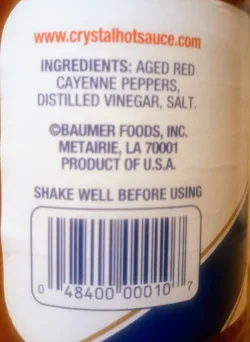 www.crystalhotsauce.com
INGREDIENTS: AGED RED
CAYENNE PEPPERS,
DISTILLED VINEGAR, SALT.
©BAUMER FOODS, INC.
METAIRIE, LA 70001
PRODUCT OF U.S.A.
SHAKE WELL BEFORE USING
0 48400 00010 7